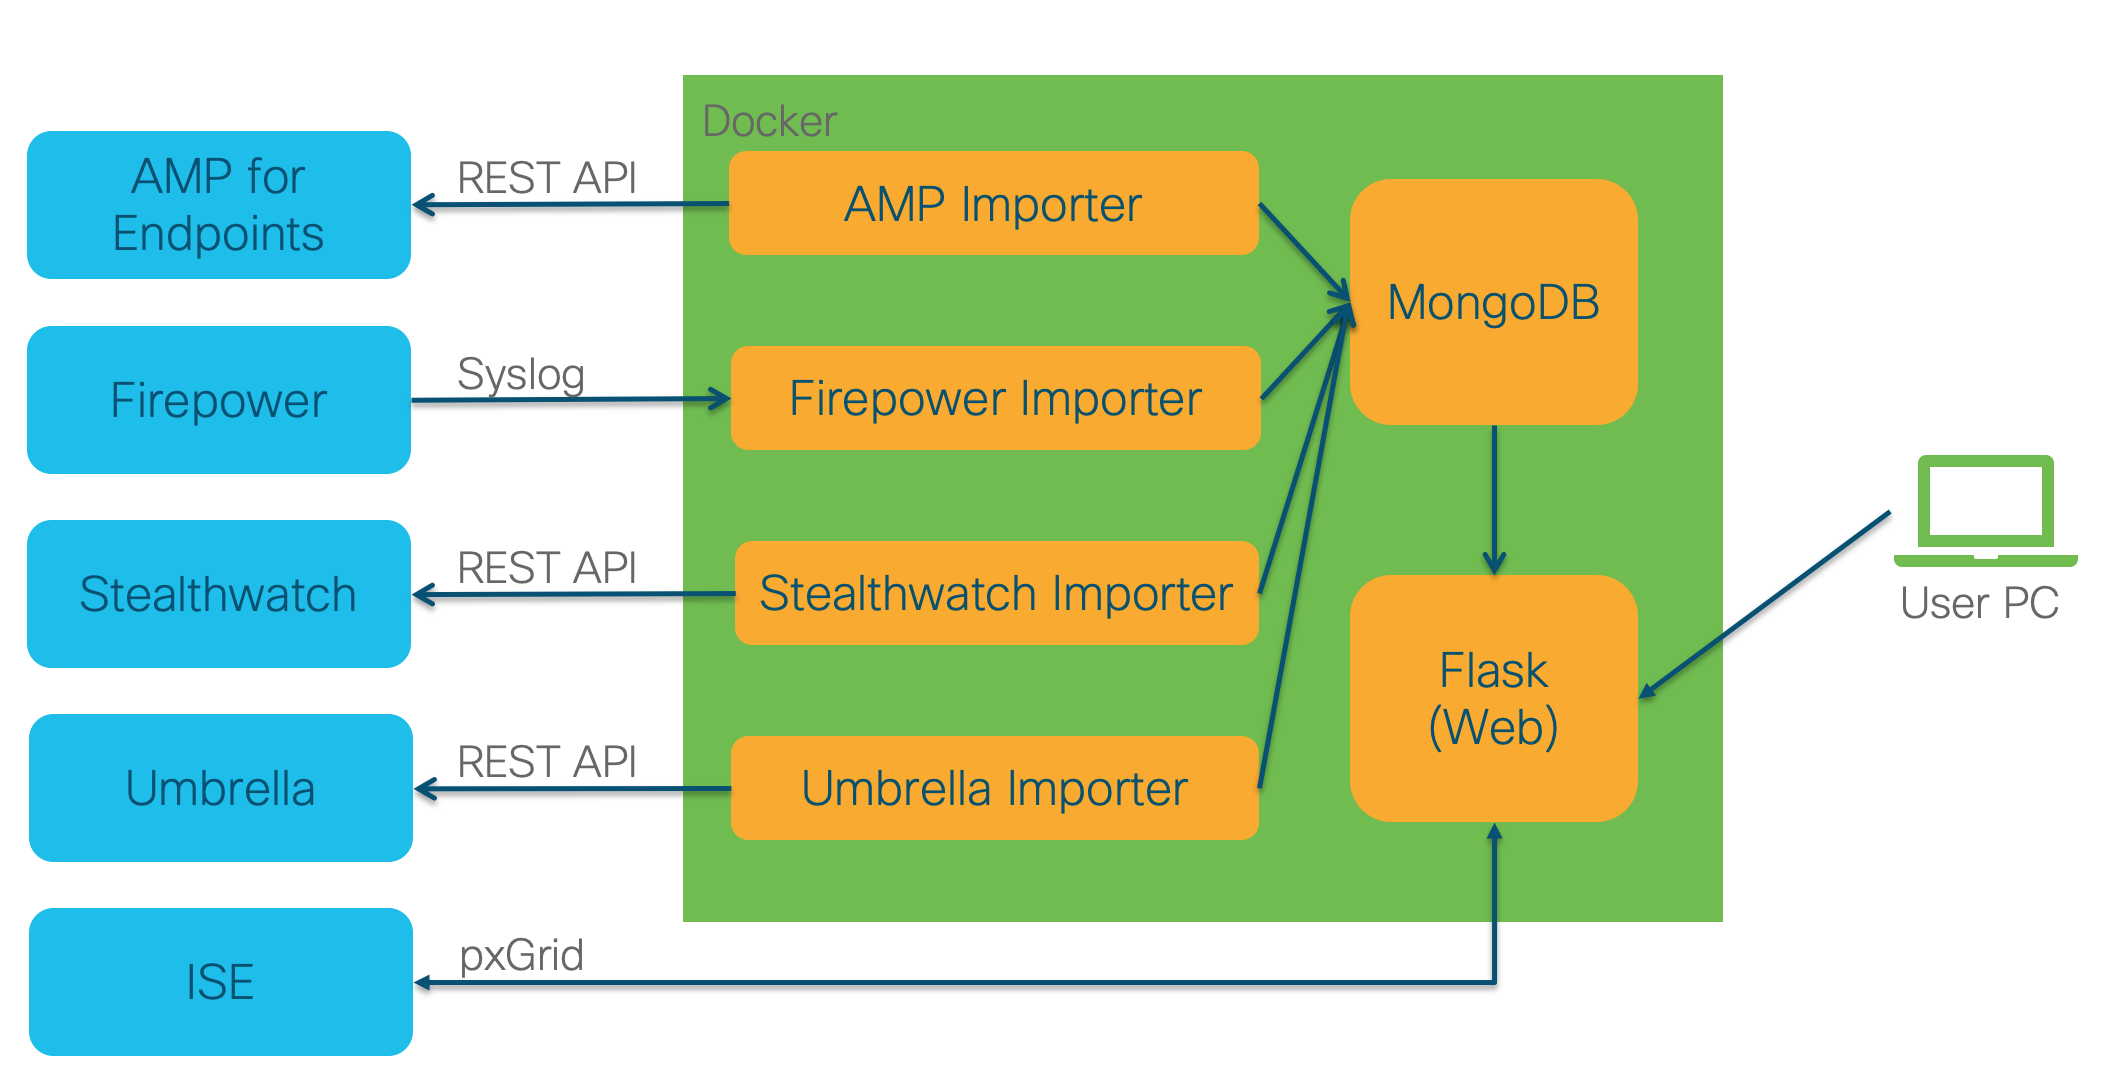 Docker
AMP for
Endpoints
REST API
AMP Importer
MongoDB
Firepower
Syslog
Firepower Importer
Stealthwatch
REST API
Stealthwatch Importer
User PC
Flask
(Web)
Umbrella
REST API
Umbrella Importer
ISE
pxGrid